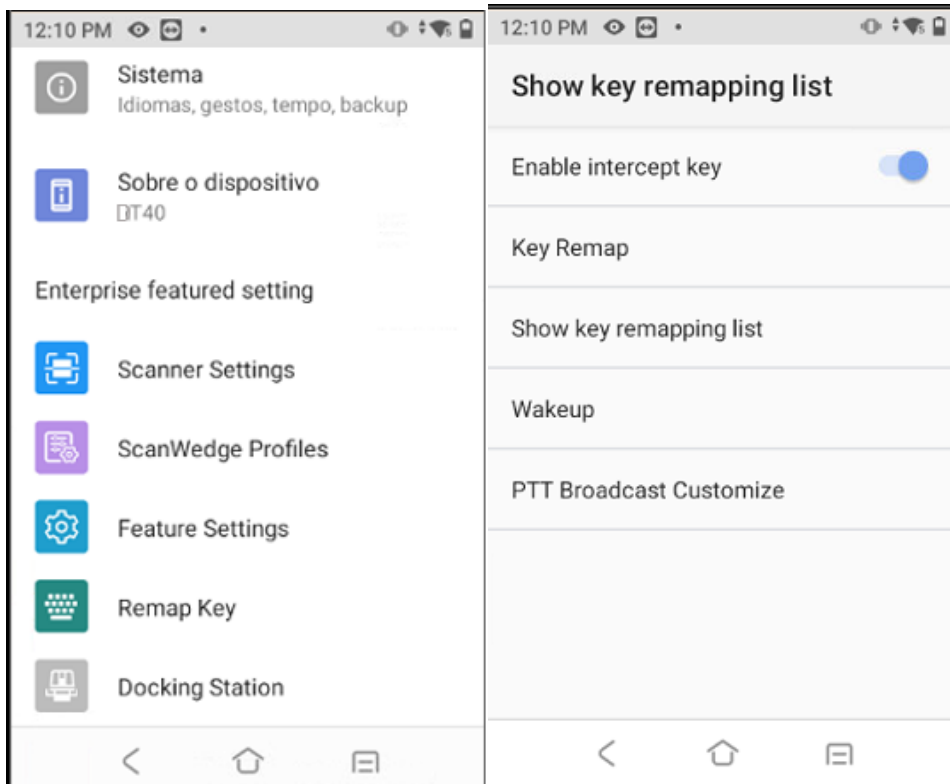 12:10 PM
Sistema
Idiomas, gestos, tempo, backup
Sobre o dispositivo
DT40
Enterprise featured setting
Scanner Settings
ScanWedge Profiles
Feature Settings
Remap Key
Docking Station
12:10 PM
Show key remapping list
Enable intercept key
Key Remap
Show key remapping list
Wakeup
PTT Broadcast Customize